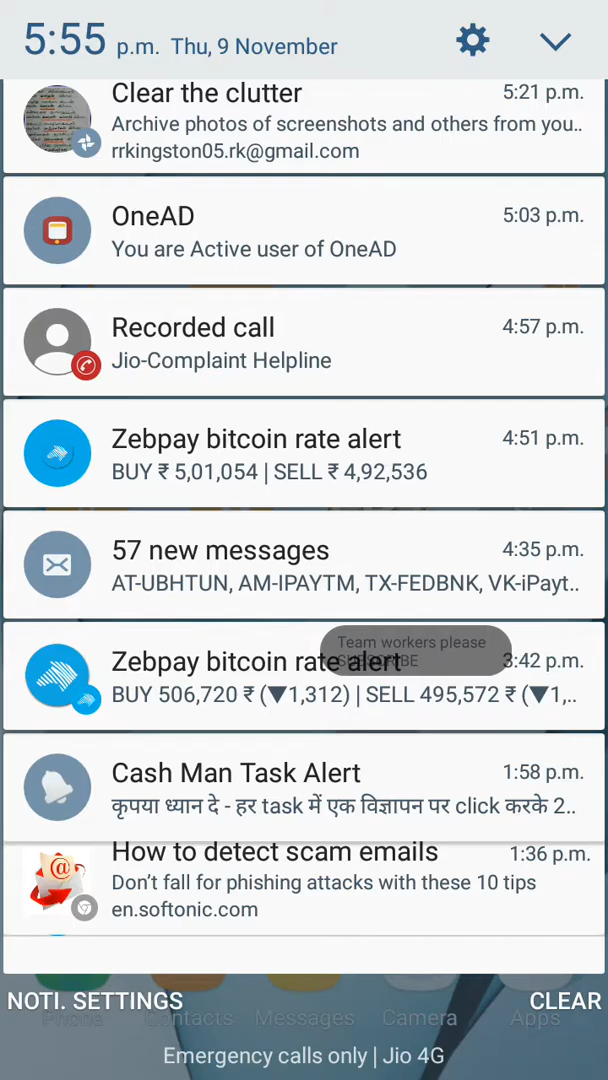 5:55 p.m. Thu, 9 November
Clear the clutter 5:21 p.m.
Archive photos of screenshots and others from you..
rrkingston05.rk@gmail.com
OneAD 5:03 p.m.
You are Active user of OneAD
Recorded call 4:57 p.m.
Jio-Complaint Helpline
Zebpay bitcoin rate alert 4:51 p.m.
BUY ₹ 5,01,054 | SELL ₹ 4,92,536
57 new messages 4:35 p.m.
AT-UBHTUN, AM-IPAYTM, TX-FEDBNK, VK-iPayt..
Team workers please
SUBSCRIBE
Zebpay bitcoin rate alert 3:42 p.m.
BUY 506,720 ₹ (▼1,312) | SELL 495,572 ₹ (▼1,..
Cash Man Task Alert 1:58 p.m.
कृपया ध्यान दे - हर task में एक विज्ञापन पर click करके 2..
How to detect scam emails 1:36 p.m.
Don't fall for phishing attacks with these 10 tips
en.softonic.com
NOTI. SETTINGS CLEAR
Phone Contacts Messages Camera Apps
Emergency calls only | Jio 4G